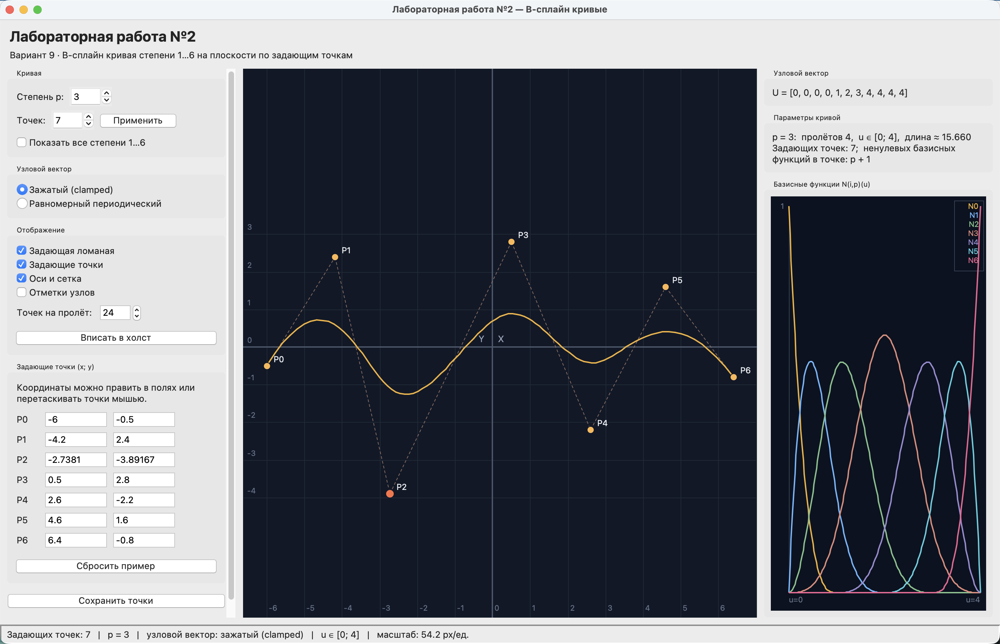 Лабораторная работа №2 — B-сплайн кривые
Лабораторная работа №2
Вариант 9 · B-сплайн кривая степени 1…6 на плоскости по задающим точкам
Кривая
Степень p: 3
Точек: 7 Применить
Показать все степени 1…6
Узловой вектор
Зажатый (clamped)
Равномерный периодический
Отображение
Задающая ломаная
Задающие точки
Оси и сетка
Отметки узлов
Точек на пролёт: 24
Вписать в холст
Задающие точки (x; y)
Координаты можно править в полях или
перетаскивать точки мышью.
P0 -6 -0.5
P1 -4.2 2.4
P2 -2.7381 -3.89167
P3 0.5 2.8
P4 2.6 -2.2
P5 4.6 1.6
P6 6.4 -0.8
Сбросить пример
Сохранить точки
3
2
1
0
-1
-2
-3
-4
P0
P1
P2
P3
P4
P5
P6
Y X
-6 -5 -4 -3 -2 -1 0 1 2 3 4 5 6
Узловой вектор
U = [0, 0, 0, 0, 1, 2, 3, 4, 4, 4, 4]
Параметры кривой
p = 3: пролётов 4, u ∈ [0; 4], длина ≈ 15.660
Задающих точек: 7; ненулевых базисных
функций в точке: p + 1
Базисные функции N(i,p)(u)
1
N0
N1
N2
N3
N4
N5
N6
u=0 u=4
Задающих точек: 7 | p = 3 | узловой вектор: зажатый (clamped) | u ∈ [0; 4] | масштаб: 54.2 px/ед.